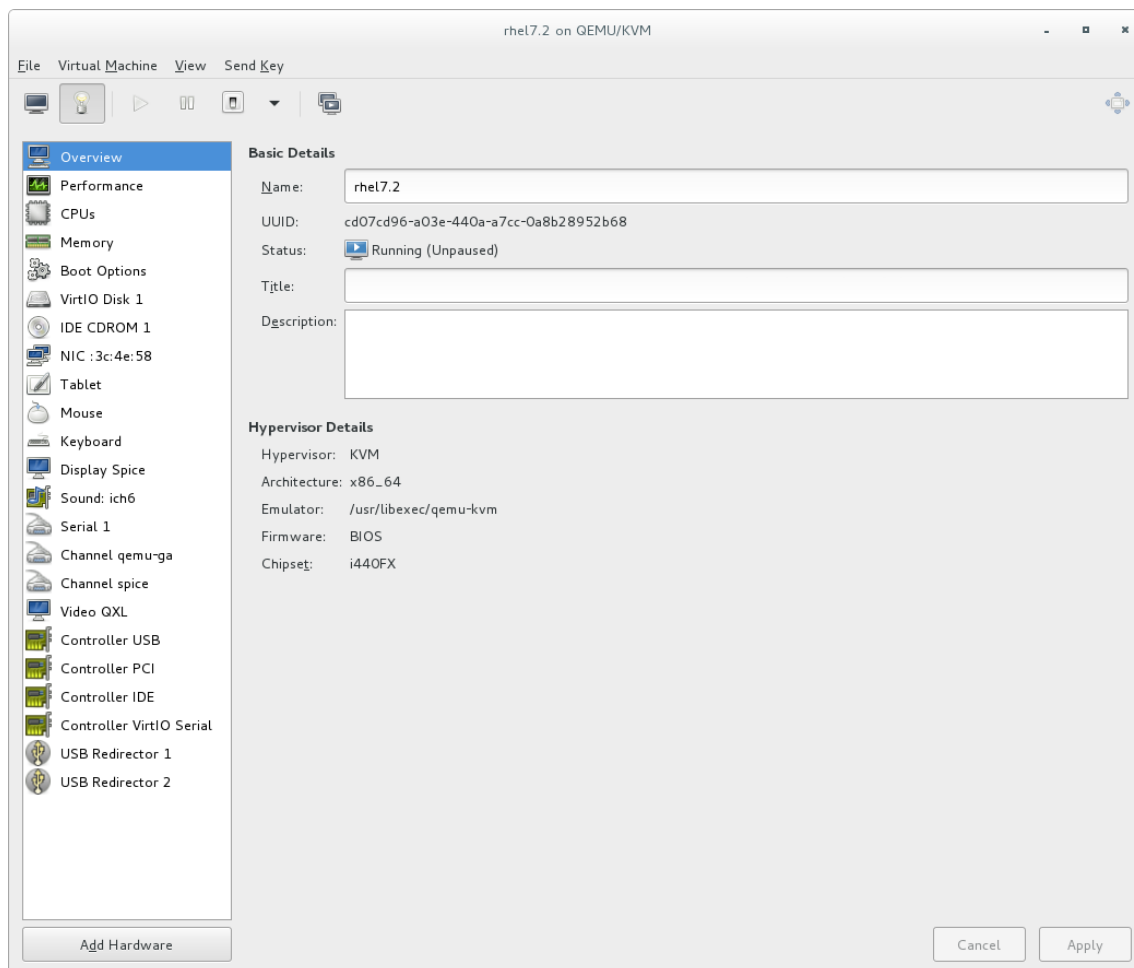 rhel7.2 on QEMU/KVM
File Virtual Machine View Send Key
Overview
Performance
CPUs
Memory
Boot Options
VirtIO Disk 1
IDE CDROM 1
NIC :3c:4e:58
Tablet
Mouse
Keyboard
Display Spice
Sound: ich6
Serial 1
Channel qemu-ga
Channel spice
Video QXL
Controller USB
Controller PCI
Controller IDE
Controller VirtIO Serial
USB Redirector 1
USB Redirector 2
Add Hardware
Basic Details
Name: rhel7.2
UUID: cd07cd96-a03e-440a-a7cc-0a8b28952b68
Status: Running (Unpaused)
Title:
Description:
Hypervisor Details
Hypervisor: KVM
Architecture: x86_64
Emulator: /usr/libexec/qemu-kvm
Firmware: BIOS
Chipset: i440FX
Cancel Apply